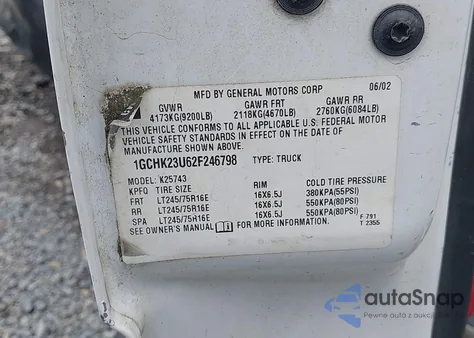 MFD BY GENERAL MOTORS CORP 06/02
GVWR GAWR FRT GAWR RR
4173KG(9200LB) 2118KG(4670LB) 2760KG(6084LB)
THIS VEHICLE CONFORMS TO ALL APPLICABLE U.S. FEDERAL MOTOR
VEHICLE SAFETY STANDARDS IN EFFECT ON THE DATE OF
MANUFACTURE SHOWN ABOVE.
1GCHK23U62F246798 TYPE: TRUCK
MODEL: K25743
KPFQ TIRE SIZE RIM COLD TIRE PRESSURE
FRT LT245/75R16E 16X6.5J 380KPA(55PSI)
RR LT245/75R16E 16X6.5J 550KPA(80PSI)
SPA LT245/75R16E 16X6.5J 550KPA(80PSI)
SEE OWNER'S MANUAL FOR MORE INFORMATION.
F 791
T 2355
autoSnap
Pewne auta z aukcji